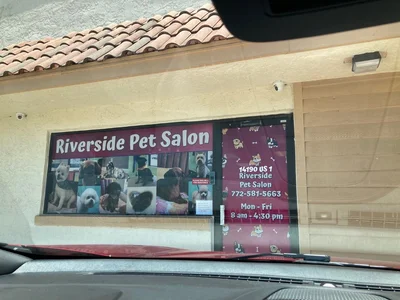 Riverside Pet Salon
14190 US 1
Riverside
Pet Salon
772-581-5663
Mon - Fri
8 am - 4:30 pm